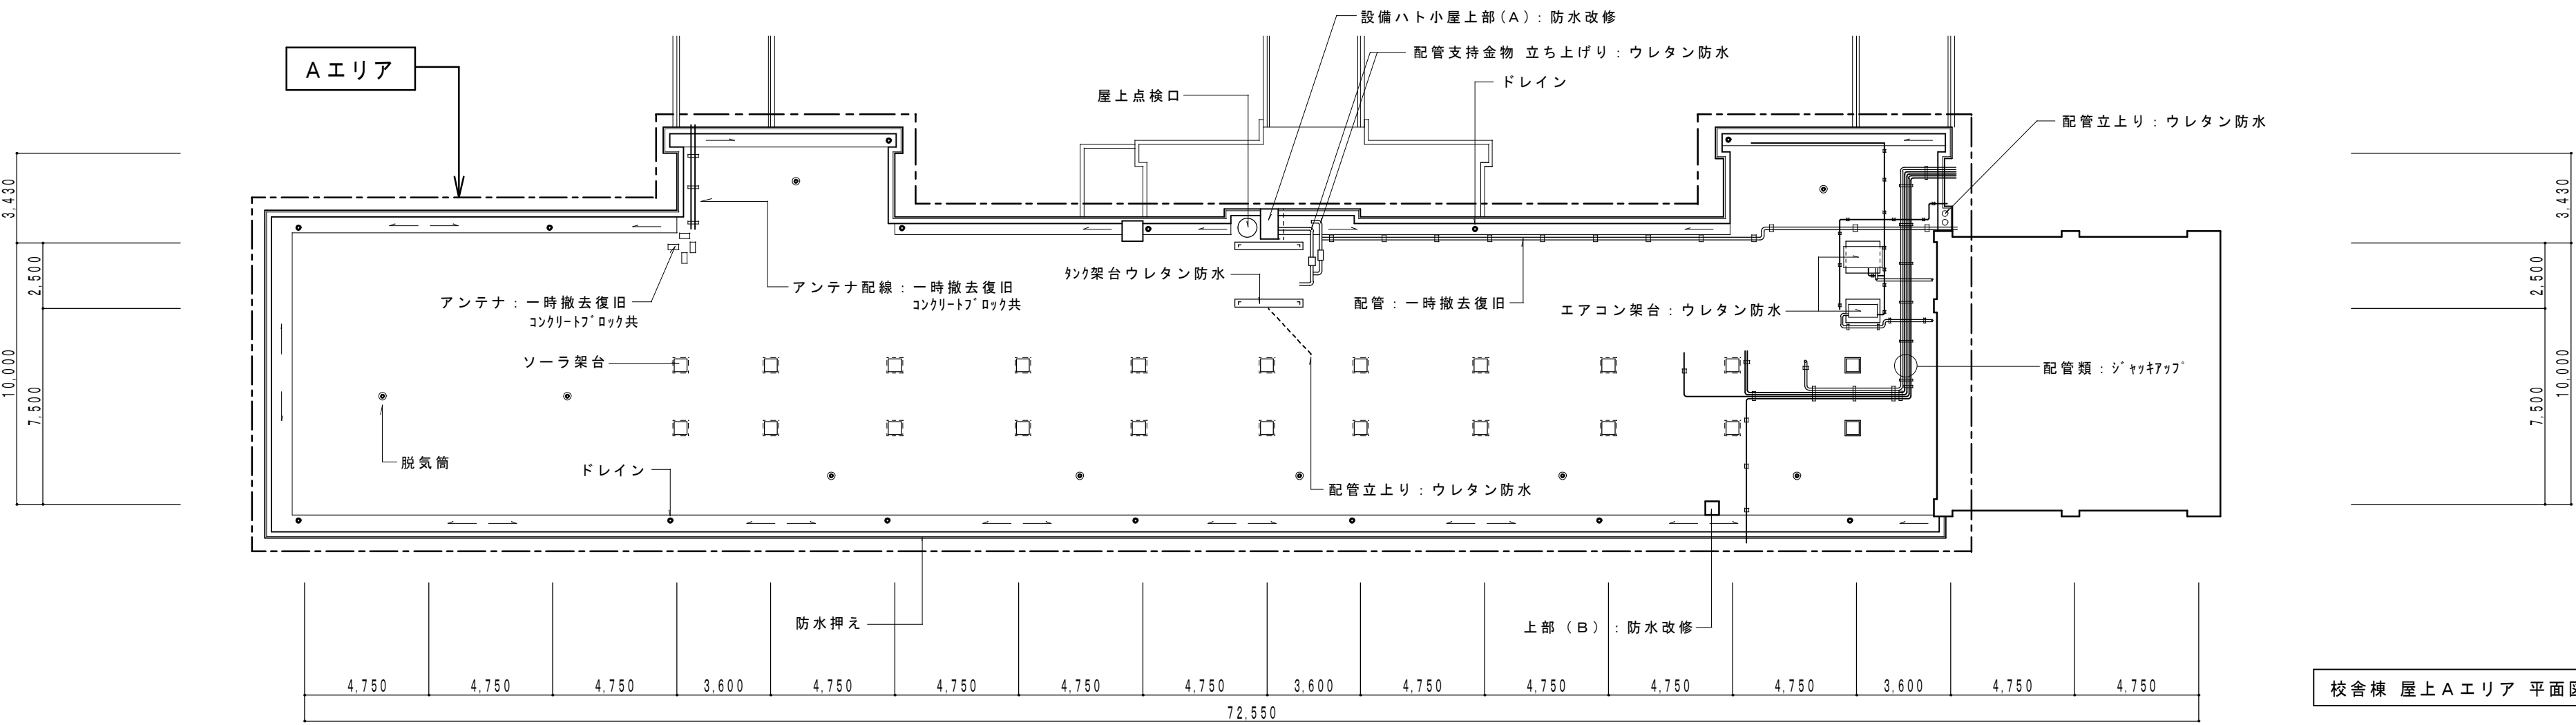 設備ハト小屋上部(A):防水改修
配管支持金物 立ち上げり:ウレタン防水
Aエリア
ドレイン
屋上点検口
配管立上り:ウレタン防水
3,430
2,500
10,000
7,500
アンテナ:一時撤去復旧
コンクリートブロック共
アンテナ配線:一時撤去復旧
コンクリートブロック共
タンク架台ウレタン防水
配管:一時撤去復旧
エアコン架台:ウレタン防水
3,430
2,500
10,000
7,500
ソーラ架台
配管類:ジャッキアップ
脱気筒
ドレイン
配管立上り:ウレタン防水
防水押え
上部(B):防水改修
4,750
4,750
4,750
3,600
4,750
4,750
4,750
4,750
3,600
4,750
4,750
4,750
4,750
3,600
4,750
4,750
72,550
校舎棟 屋上Aエリア 平面図